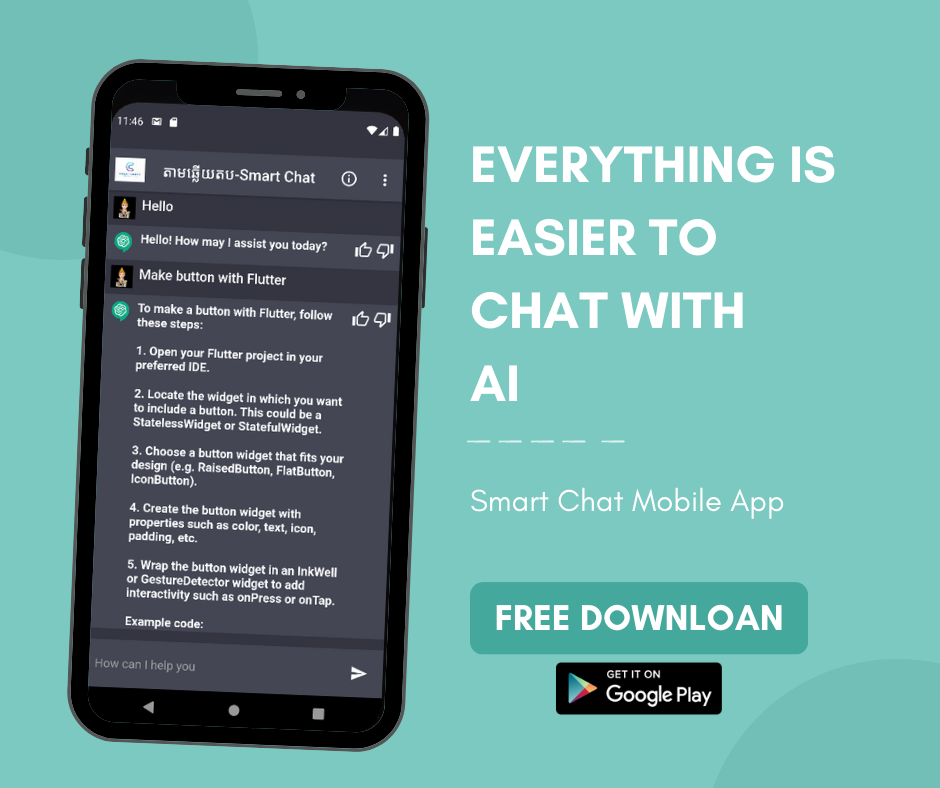 11:46
តាមឆ្លើយតប-Smart Chat
Hello
Hello! How may I assist you today?
Make button with Flutter
To make a button with Flutter, follow
these steps:
1. Open your Flutter project in your
preferred IDE.
2. Locate the widget in which you want
to include a button. This could be a
StatelessWidget or StatefulWidget.
3. Choose a button widget that fits your
design (e.g. RaisedButton, FlatButton,
IconButton).
4. Create the button widget with
properties such as color, text, icon,
padding, etc.
5. Wrap the button widget in an InkWell
or GestureDetector widget to add
interactivity such as onPress or onTap.
Example code:
How can I help you
EVERYTHING IS
EASIER TO
CHAT WITH
AI
Smart Chat Mobile App
FREE DOWNLOAN
GET IT ON
Google Play